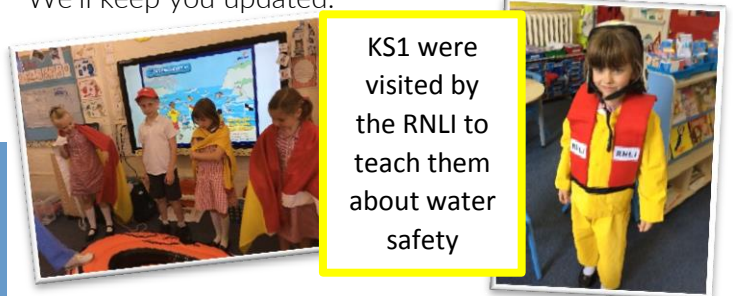 We'll keep you updated.
KS1 were
visited by
the RNLI to
teach them
about water
safety
RNLI
RNLI